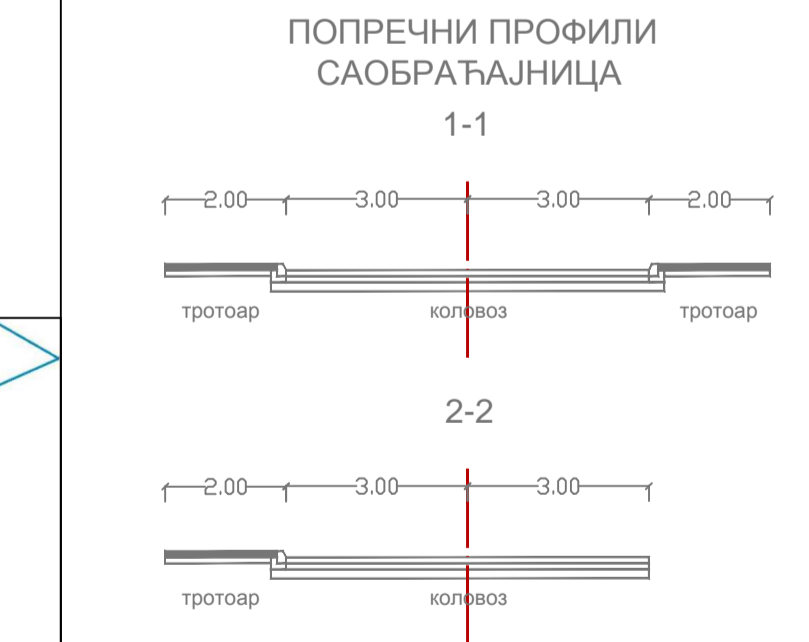 ПОПРЕЧНИ ПРОФИЛИ
САОБРАЋАЈНИЦА
1-1
2.00 3.00 3.00 2.00
тротоар коловоз тротоар
2-2
2.00 3.00 3.00
тротоар коловоз